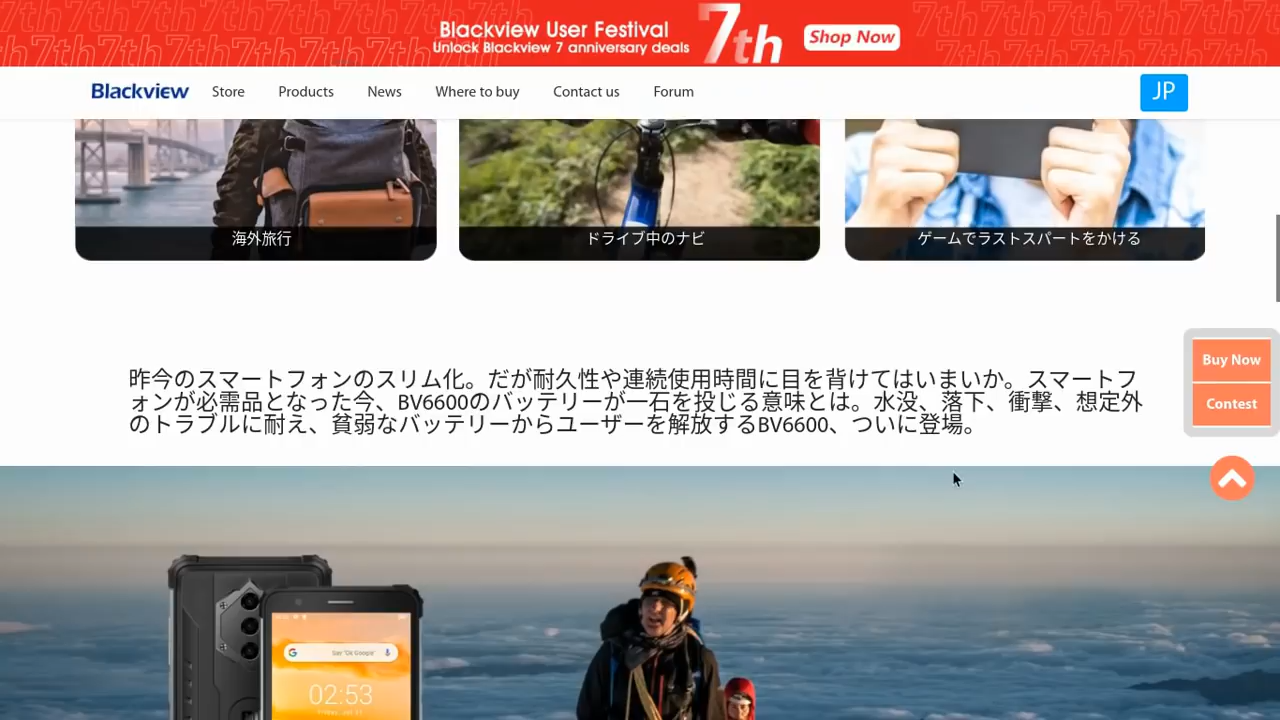 Blackview User Festival
Unlock Blackview 7 anniversary deals
7th
Shop Now
Blackview
Store
Products
News
Where to buy
Contact us
Forum
JP
海外旅行
ドライブ中のナビ
ゲームでラストスパートをかける
Buy Now
Contest
昨今のスマートフォンのスリム化。だが耐久性や連続使用時間に目を背けてはいまいか。スマートフ
ォンが必需品となった今、BV6600のバッテリーが一石を投じる意味とは。水没、落下、衝撃、想定外
のトラブルに耐え、貧弱なバッテリーからユーザーを解放するBV6600、ついに登場。
Say "Ok Google"
02:53